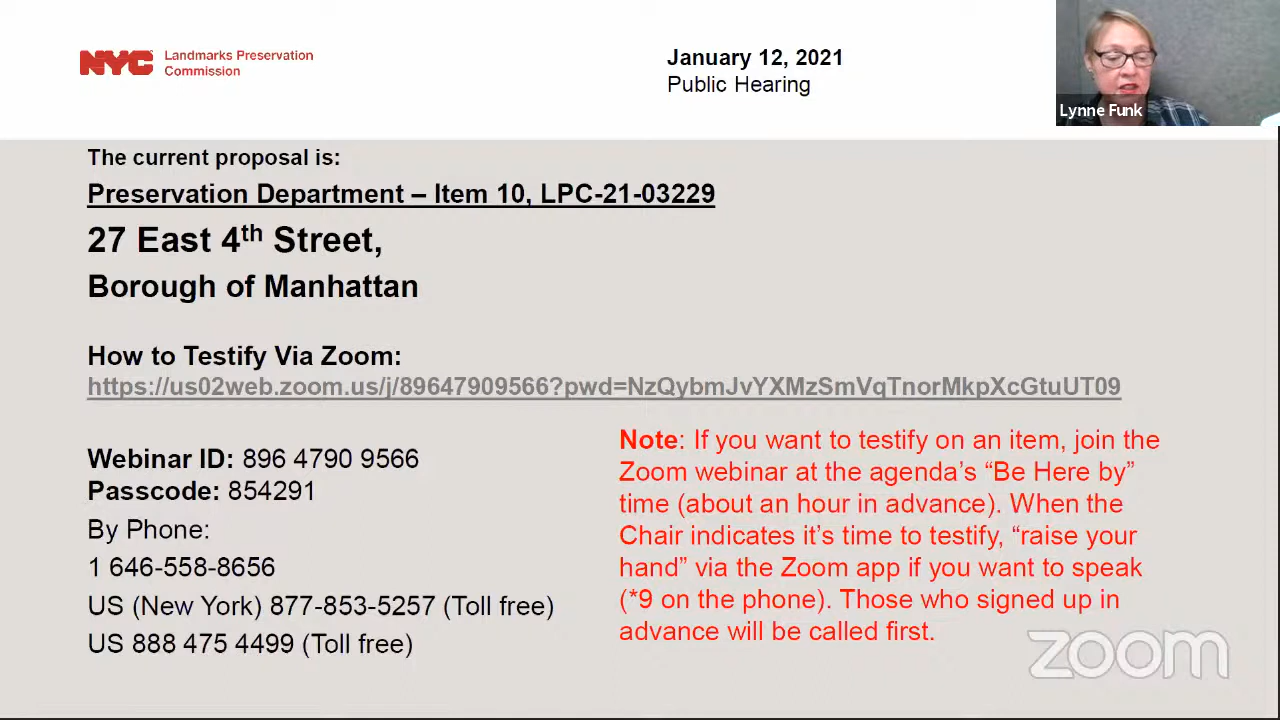 NYC Landmarks Preservation
Commission
January 12, 2021
Public Hearing
Lynne Funk
The current proposal is:
Preservation Department – Item 10, LPC-21-03229
27 East 4th Street,
Borough of Manhattan
How to Testify Via Zoom:
https://us02web.zoom.us/j/89647909566?pwd=NzQybmJvYXMzSmVqTnorMkpXcGtuUT09
Webinar ID: 896 4790 9566
Passcode: 854291
By Phone:
1 646-558-8656
US (New York) 877-853-5257 (Toll free)
US 888 475 4499 (Toll free)
Note: If you want to testify on an item, join the
Zoom webinar at the agenda’s “Be Here by”
time (about an hour in advance). When the
Chair indicates it’s time to testify, “raise your
hand” via the Zoom app if you want to speak
(*9 on the phone). Those who signed up in
advance will be called first.
zoom